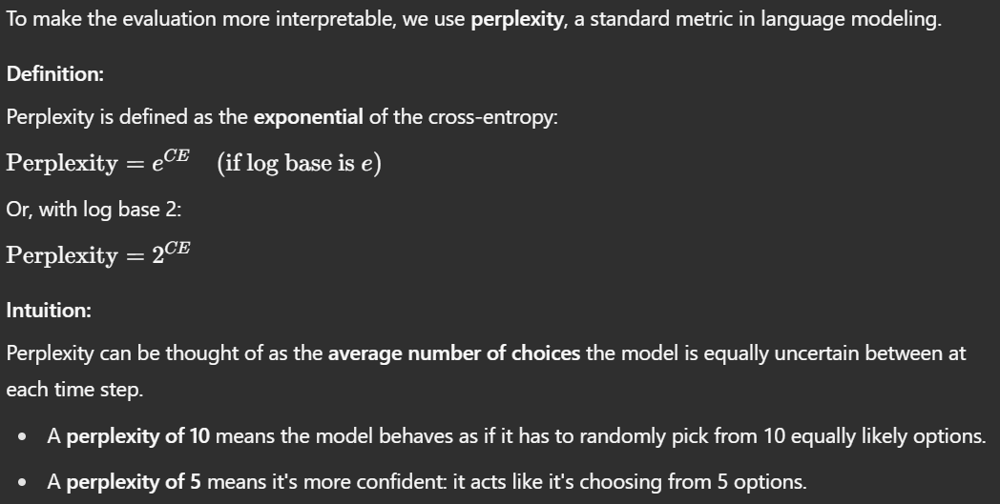 To make the evaluation more interpretable, we use perplexity, a standard metric in language modeling.
Definition:
Perplexity is defined as the exponential of the cross-entropy:
Perplexity = e^{CE} (if log base is e)
Or, with log base 2:
Perplexity = 2^{CE}
Intuition:
Perplexity can be thought of as the average number of choices the model is equally uncertain between at
each time step.
• A perplexity of 10 means the model behaves as if it has to randomly pick from 10 equally likely options.
• A perplexity of 5 means it's more confident: it acts like it's choosing from 5 options.